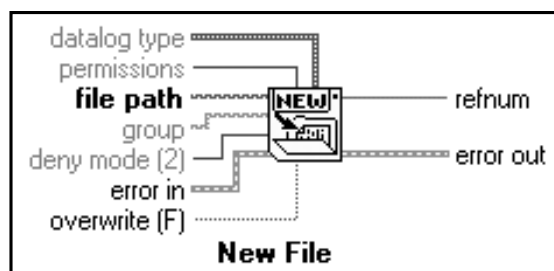 datalog type
permissions
file path
group
deny mode (2)
error in
overwrite (F)
NEW
refnum
error out
New File